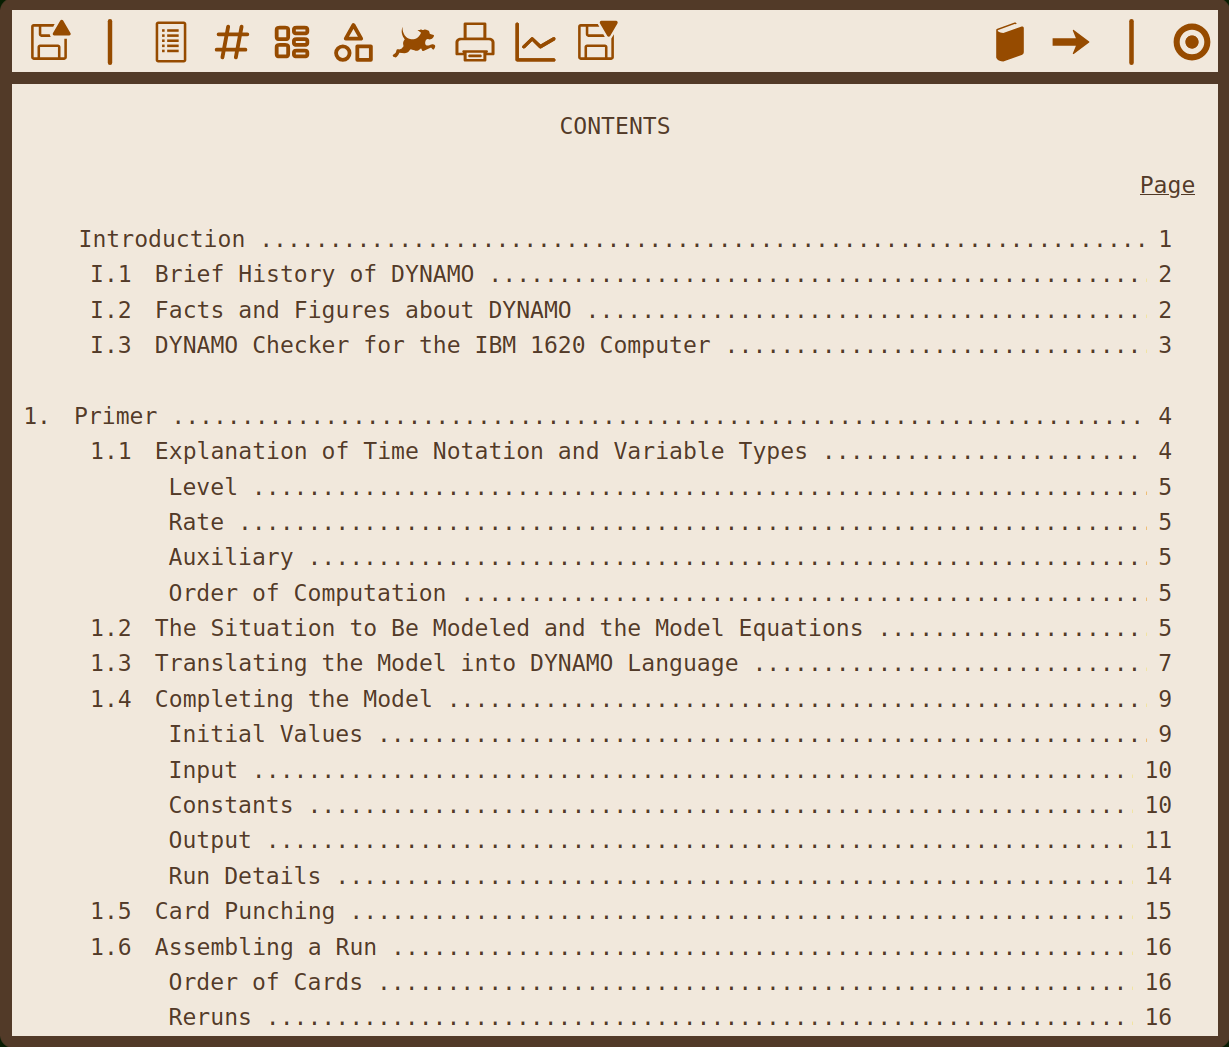 CONTENTS
Page
Introduction ................................................................ 1
I.1 Brief History of DYNAMO ............................................... 2
I.2 Facts and Figures about DYNAMO ........................................ 2
I.3 DYNAMO Checker for the IBM 1620 Computer .............................. 3
1. Primer ...................................................................... 4
1.1 Explanation of Time Notation and Variable Types ....................... 4
Level ................................................................. 5
Rate .................................................................. 5
Auxiliary ............................................................. 5
Order of Computation .................................................. 5
1.2 The Situation to Be Modeled and the Model Equations ................... 5
1.3 Translating the Model into DYNAMO Language ............................ 7
1.4 Completing the Model .................................................. 9
Initial Values ........................................................ 9
Input ............................................................... 10
Constants ........................................................... 10
Output .............................................................. 11
Run Details ......................................................... 14
1.5 Card Punching ........................................................ 15
1.6 Assembling a Run ..................................................... 16
Order of Cards ...................................................... 16
Reruns .............................................................. 16